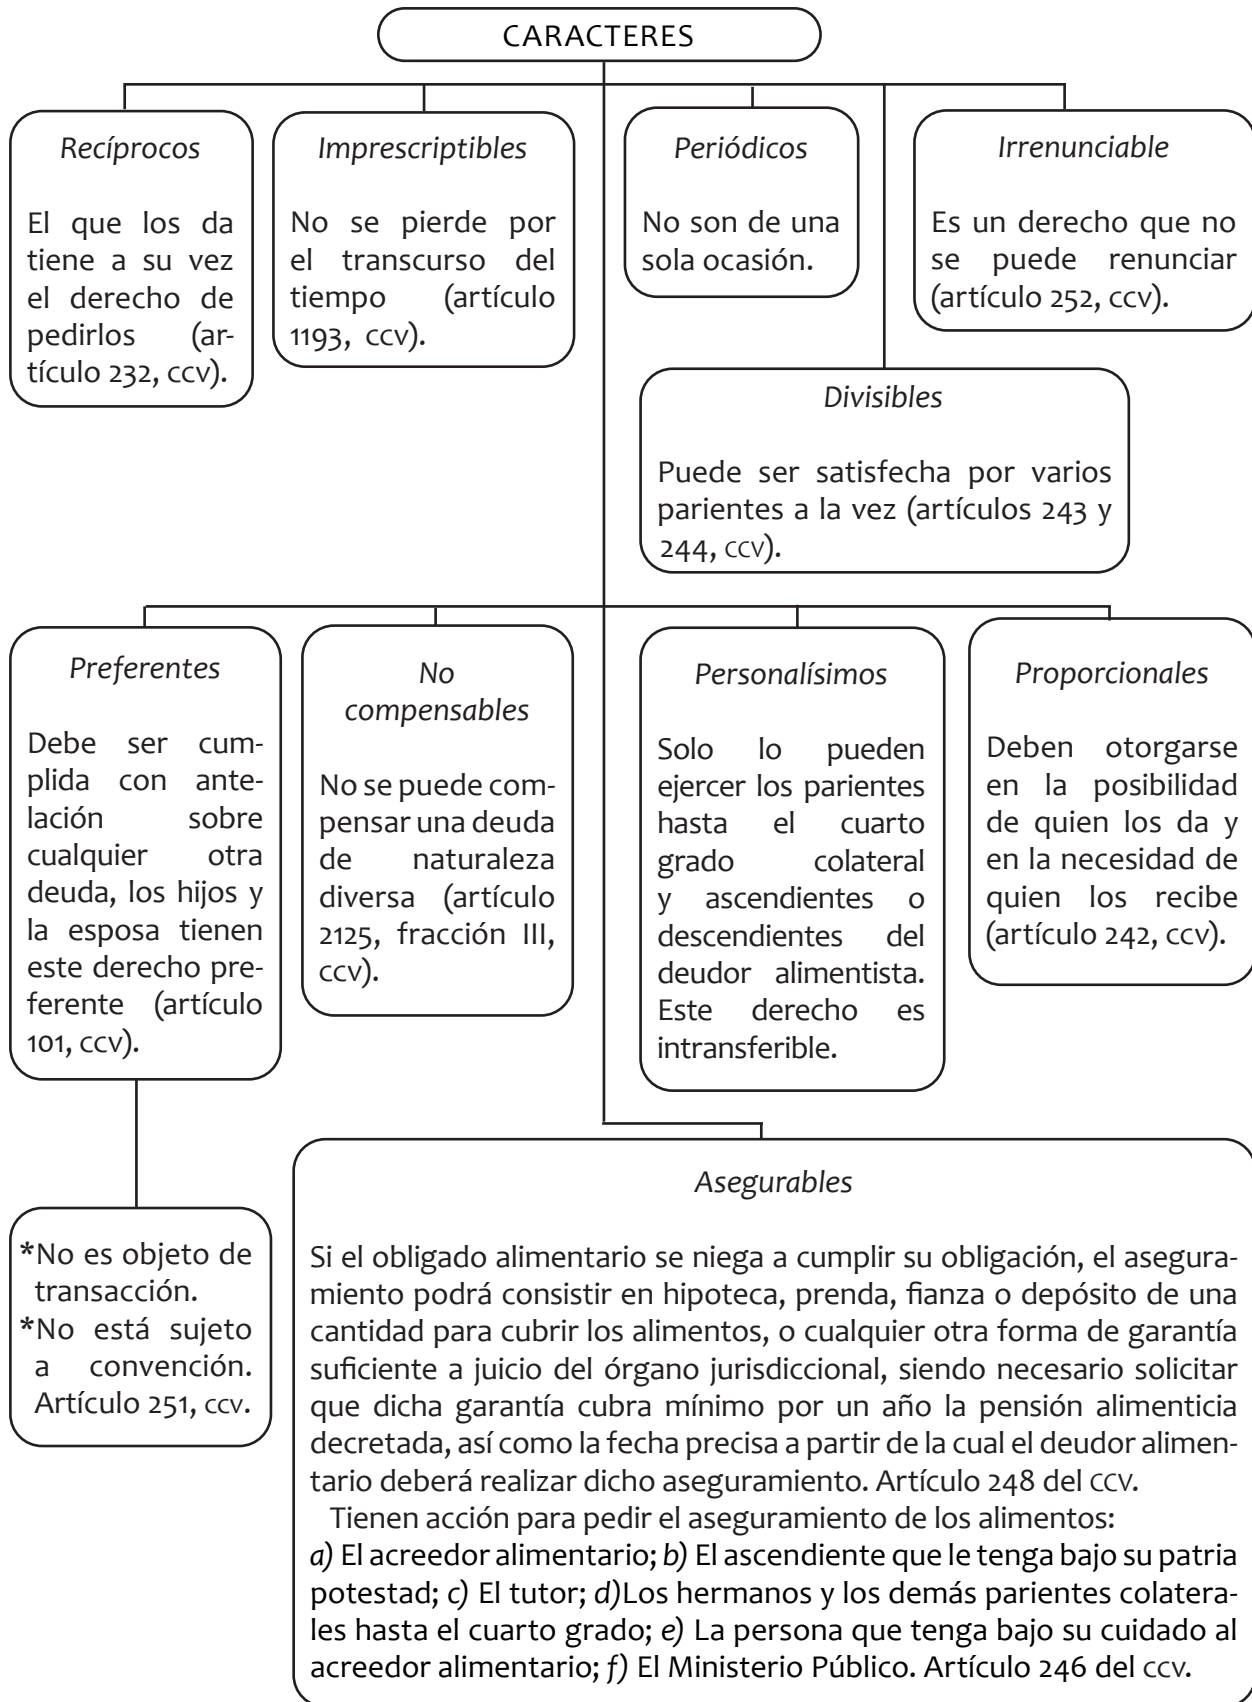 CARACTERES
Recíprocos
El que los da
tiene a su vez
el derecho de
pedirlos (ar-
tículo 232, ccv).
Imprescriptibles
No se pierde por
el transcurso del
tiempo (artículo
1193, ccv).
Periódicos
No son de una
sola ocasión.
Irrenunciable
Es un derecho que no
se puede renunciar
(artículo 252, ccv).
Divisibles
Puede ser satisfecha por varios
parientes a la vez (artículos 243 y
244, ccv).
Preferentes
Debe ser cum-
plida con ante-
lación sobre
cualquier otra
deuda, los hijos y
la esposa tienen
este derecho pre-
ferente (artículo
101, ccv).
No
compensables
No se puede com-
pensar una deuda
de naturaleza
diversa (artículo
2125, fracción III,
ccv).
Personalísimos
Solo lo pueden
ejercer los parientes
hasta el cuarto
grado colateral
y ascendientes o
descendientes del
deudor alimentista.
Este derecho es
intransferible.
Proporcionales
Deben otorgarse
en la posibilidad
de quien los da y
en la necesidad de
quien los recibe
(artículo 242, ccv).
*No es objeto de
transacción.
*No está sujeto
a convención.
Artículo 251, ccv.
Asegurables
Si el obligado alimentario se niega a cumplir su obligación, el asegura-
miento podrá consistir en hipoteca, prenda, fianza o depósito de una
cantidad para cubrir los alimentos, o cualquier otra forma de garantía
suficiente a juicio del órgano jurisdiccional, siendo necesario solicitar
que dicha garantía cubra mínimo por un año la pensión alimenticia
decretada, así como la fecha precisa a partir de la cual el deudor alimen-
tario deberá realizar dicho aseguramiento. Artículo 248 del ccv.
Tienen acción para pedir el aseguramiento de los alimentos:
a) El acreedor alimentario; b) El ascendiente que le tenga bajo su patria
potestad; c) El tutor; d)Los hermanos y los demás parientes colatera-
les hasta el cuarto grado; e) La persona que tenga bajo su cuidado al
acreedor alimentario; f) El Ministerio Público. Artículo 246 del ccv.